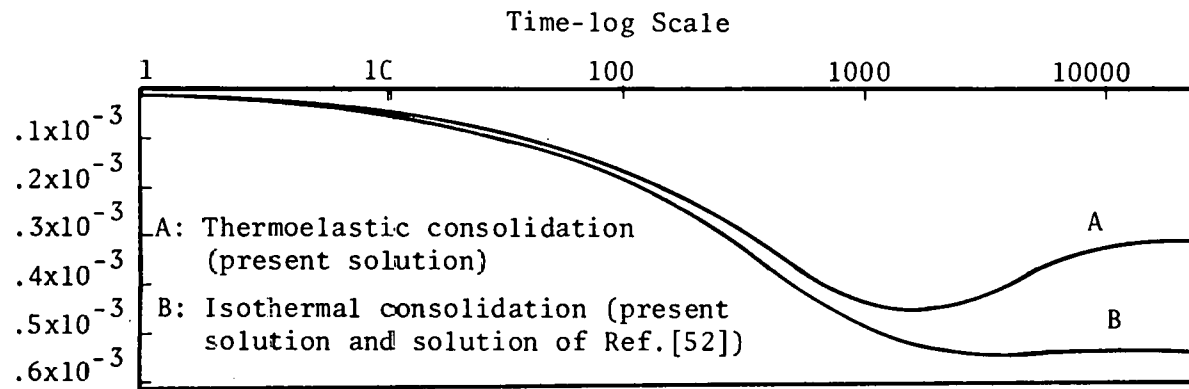 Time-log Scale
1 10 100 1000 10000
.1x10⁻³
.2x10⁻³
.3x10⁻³
.4x10⁻³
.5x10⁻³
.6x10⁻³
A: Thermoelastic consolidation
(present solution)
B: Isothermal consolidation (present
solution and solution of Ref.[52])
A
B